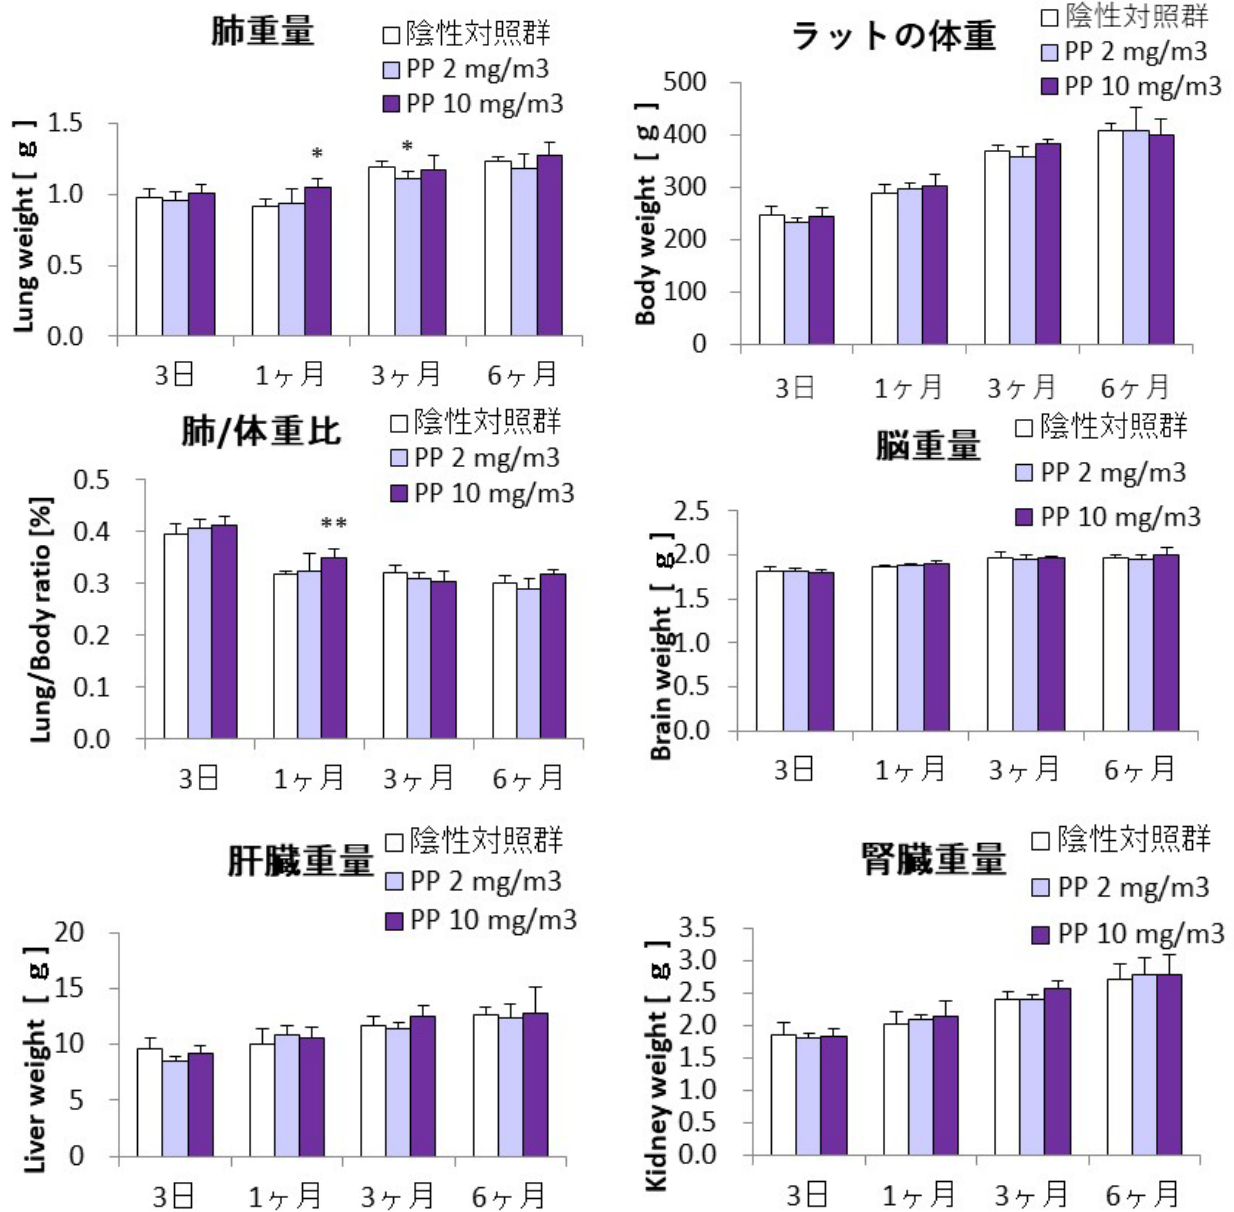 肺重量
陰性対照群
PP 2 mg/m3
PP 10 mg/m3
Lung weight [ g ]
1.5
1.0
0.5
0.0
*
*
3日 1ヶ月 3ヶ月 6ヶ月
ラットの体重
陰性対照群
PP 2 mg/m3
PP 10 mg/m3
Body weight [ g ]
500
400
300
200
100
0
3日 1ヶ月 3ヶ月 6ヶ月
肺/体重比
陰性対照群
PP 2 mg/m3
PP 10 mg/m3
Lung/Body ratio [%]
0.5
0.4
0.3
0.2
0.1
0.0
**
3日 1ヶ月 3ヶ月 6ヶ月
脳重量
陰性対照群
PP 2 mg/m3
PP 10 mg/m3
Brain weight [ g ]
2.5
2.0
1.5
1.0
0.5
0.0
3日 1ヶ月 3ヶ月 6ヶ月
肝臓重量
陰性対照群
PP 2 mg/m3
PP 10 mg/m3
Liver weight [ g ]
20
15
10
5
0
3日 1ヶ月 3ヶ月 6ヶ月
腎臓重量
陰性対照群
PP 2 mg/m3
PP 10 mg/m3
Kidney weight [ g ]
3.5
3.0
2.5
2.0
1.5
1.0
0.5
0.0
3日 1ヶ月 3ヶ月 6ヶ月